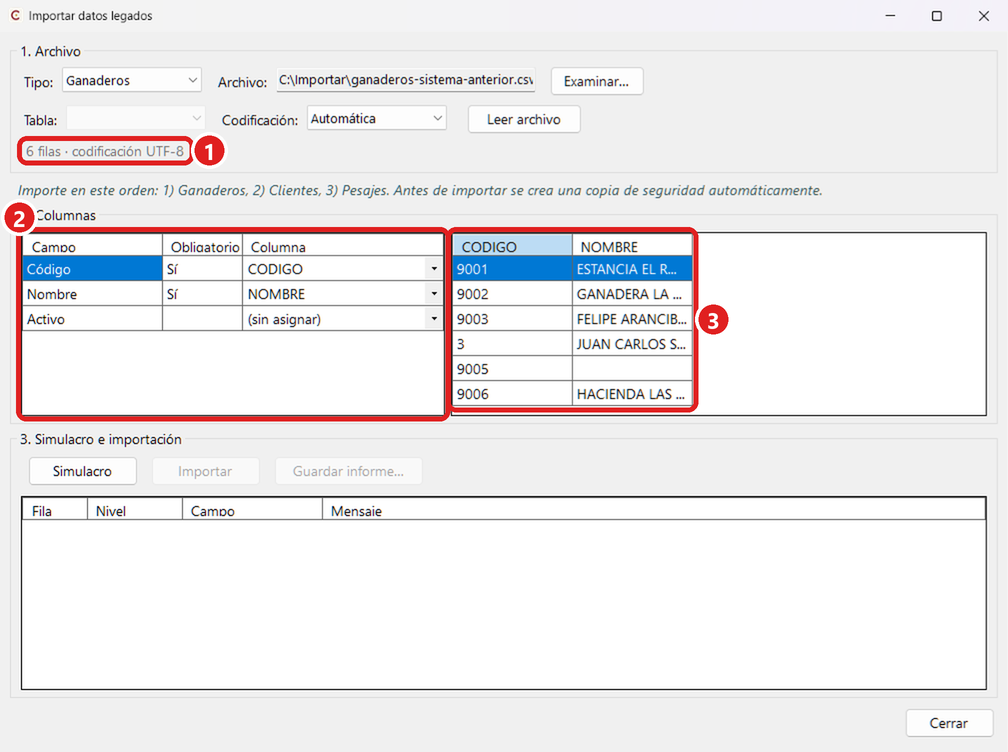 Importar datos legados
1. Archivo
Tipo: Ganaderos Archivo: C:\Importar\ganaderos-sistema-anterior.csv Examinar...
Tabla: Codificación: Automática Leer archivo
6 filas · codificación UTF-8 1
Importe en este orden: 1) Ganaderos, 2) Clientes, 3) Pesajes. Antes de importar se crea una copia de seguridad automáticamente.
2 Columnas
Campo Obligatorio Columna CODIGO NOMBRE
Código Sí CODIGO 9001 ESTANCIA EL R...
Nombre Sí NOMBRE 9002 GANADERA LA ...
Activo (sin asignar) 9003 FELIPE ARANCIB... 3
3 JUAN CARLOS S...
9005
9006 HACIENDA LAS ...
3. Simulacro e importación
Simulacro Importar Guardar informe...
Fila Nivel Campo Mensaje
Cerrar